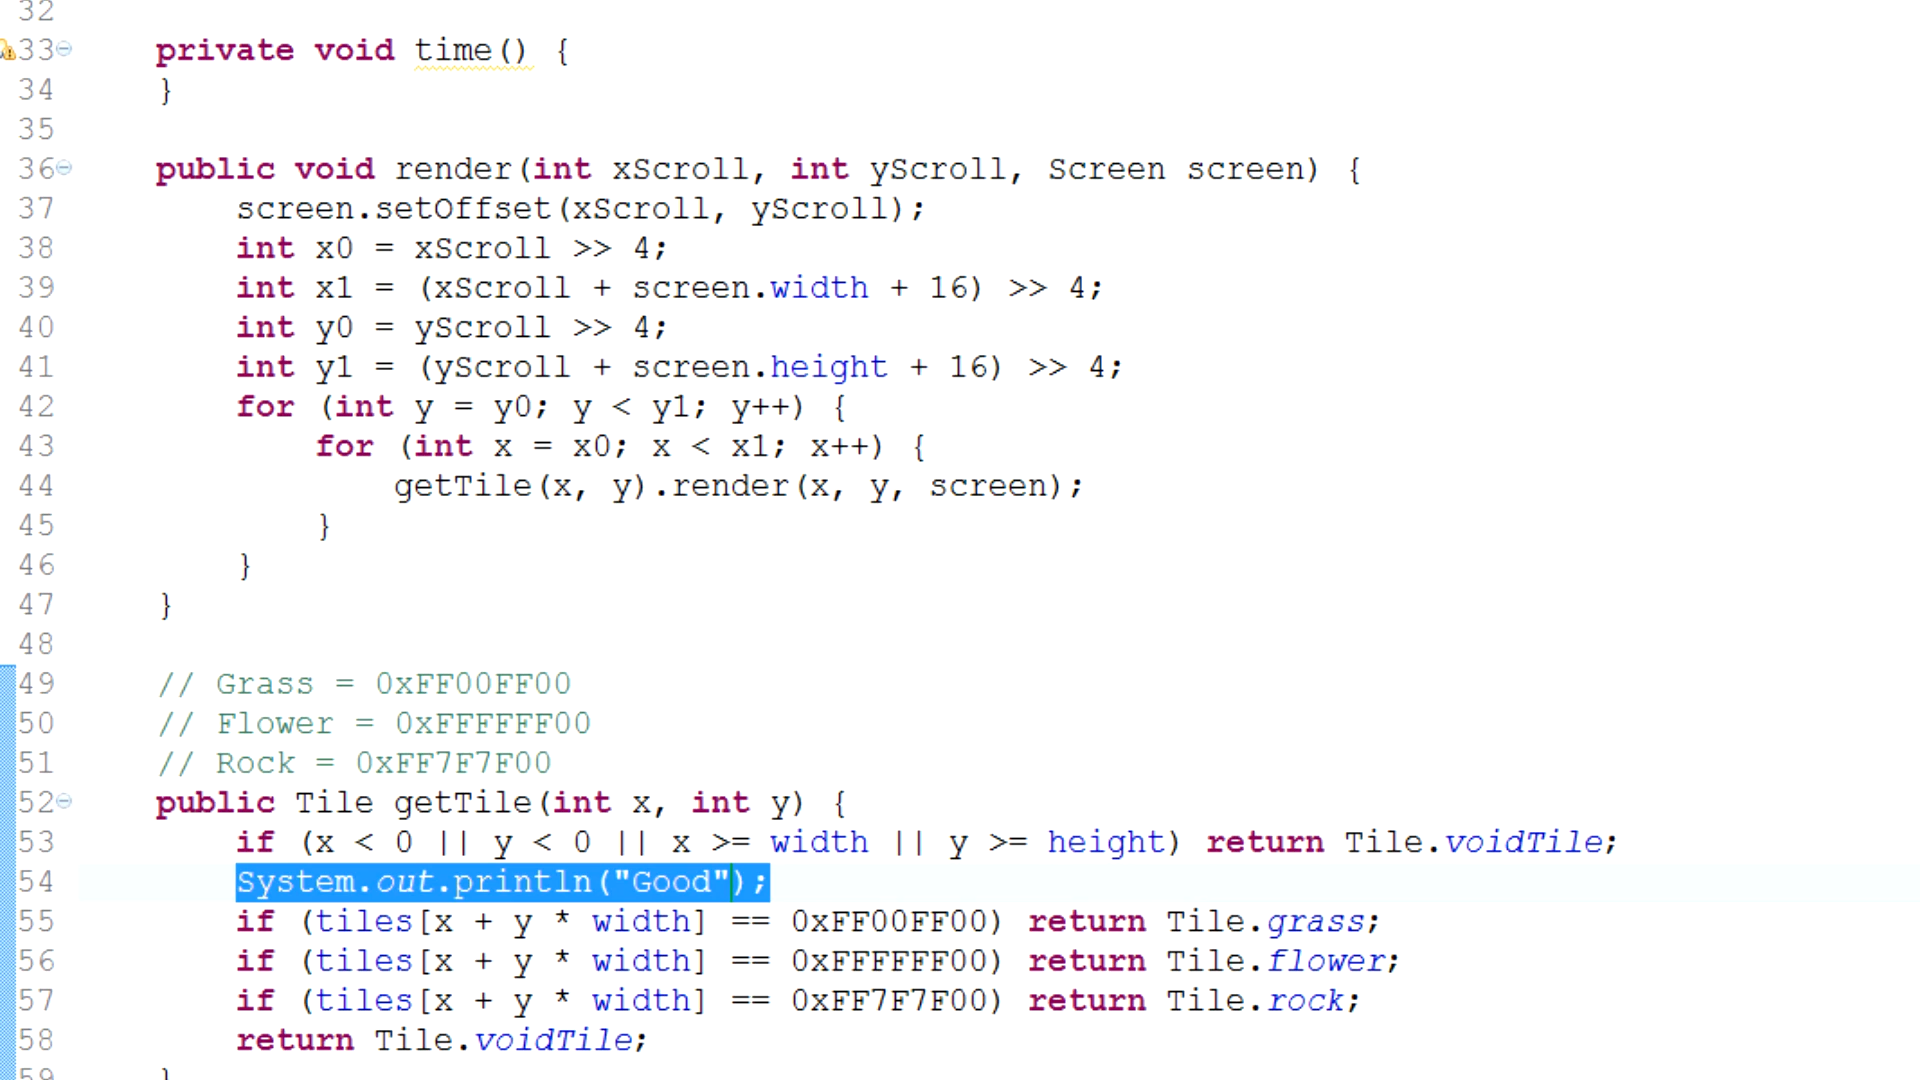 32
33 private void time() {
34 }
35
36 public void render(int xScroll, int yScroll, Screen screen) {
37 screen.setOffset(xScroll, yScroll);
38 int x0 = xScroll >> 4;
39 int x1 = (xScroll + screen.width + 16) >> 4;
40 int y0 = yScroll >> 4;
41 int y1 = (yScroll + screen.height + 16) >> 4;
42 for (int y = y0; y < y1; y++) {
43 for (int x = x0; x < x1; x++) {
44 getTile(x, y).render(x, y, screen);
45 }
46 }
47 }
48
49 // Grass = 0xFF00FF00
50 // Flower = 0xFFFFFF00
51 // Rock = 0xFF7F7F00
52 public Tile getTile(int x, int y) {
53 if (x < 0 || y < 0 || x >= width || y >= height) return Tile.voidTile;
54 System.out.println("Good");
55 if (tiles[x + y * width] == 0xFF00FF00) return Tile.grass;
56 if (tiles[x + y * width] == 0xFFFFFF00) return Tile.flower;
57 if (tiles[x + y * width] == 0xFF7F7F00) return Tile.rock;
58 return Tile.voidTile;
59 }